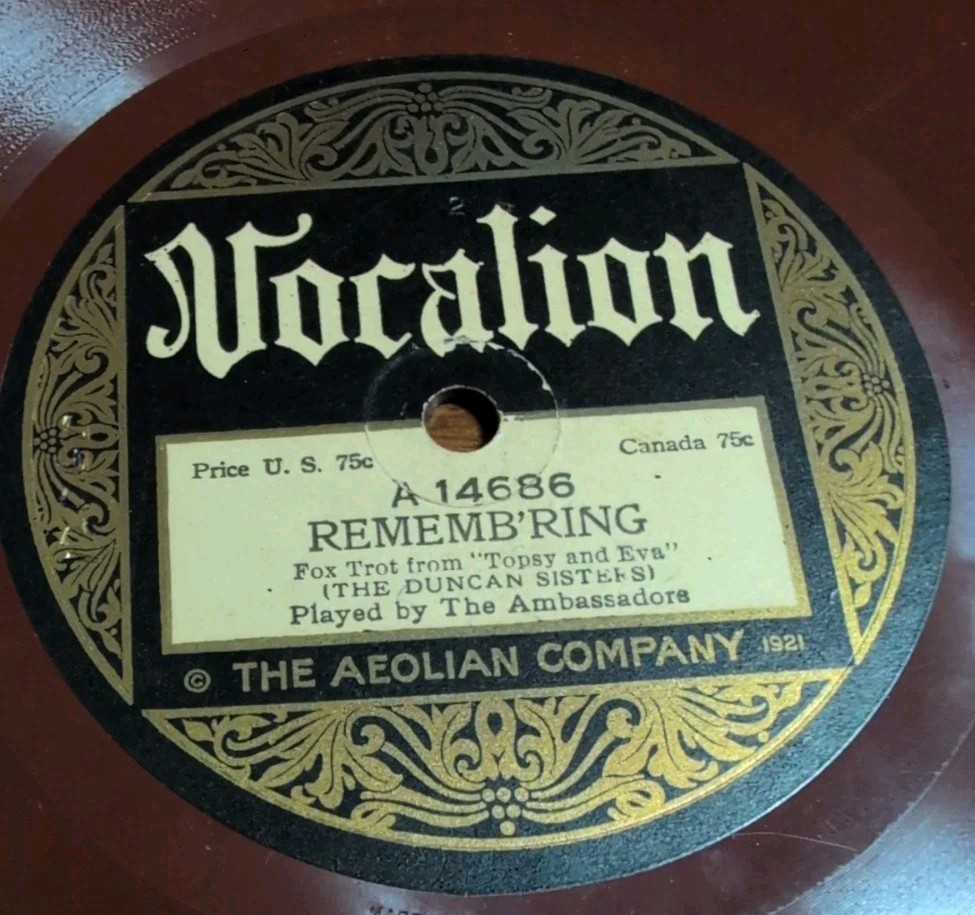 Vocalion
Price U. S. 75c
Canada 75c
A 14686
REMEMB'RING
Fox Trot from "Topsy and Eva"
(THE DUNCAN SISTERS)
Played by The Ambassadors
© THE AEOLIAN COMPANY 1921